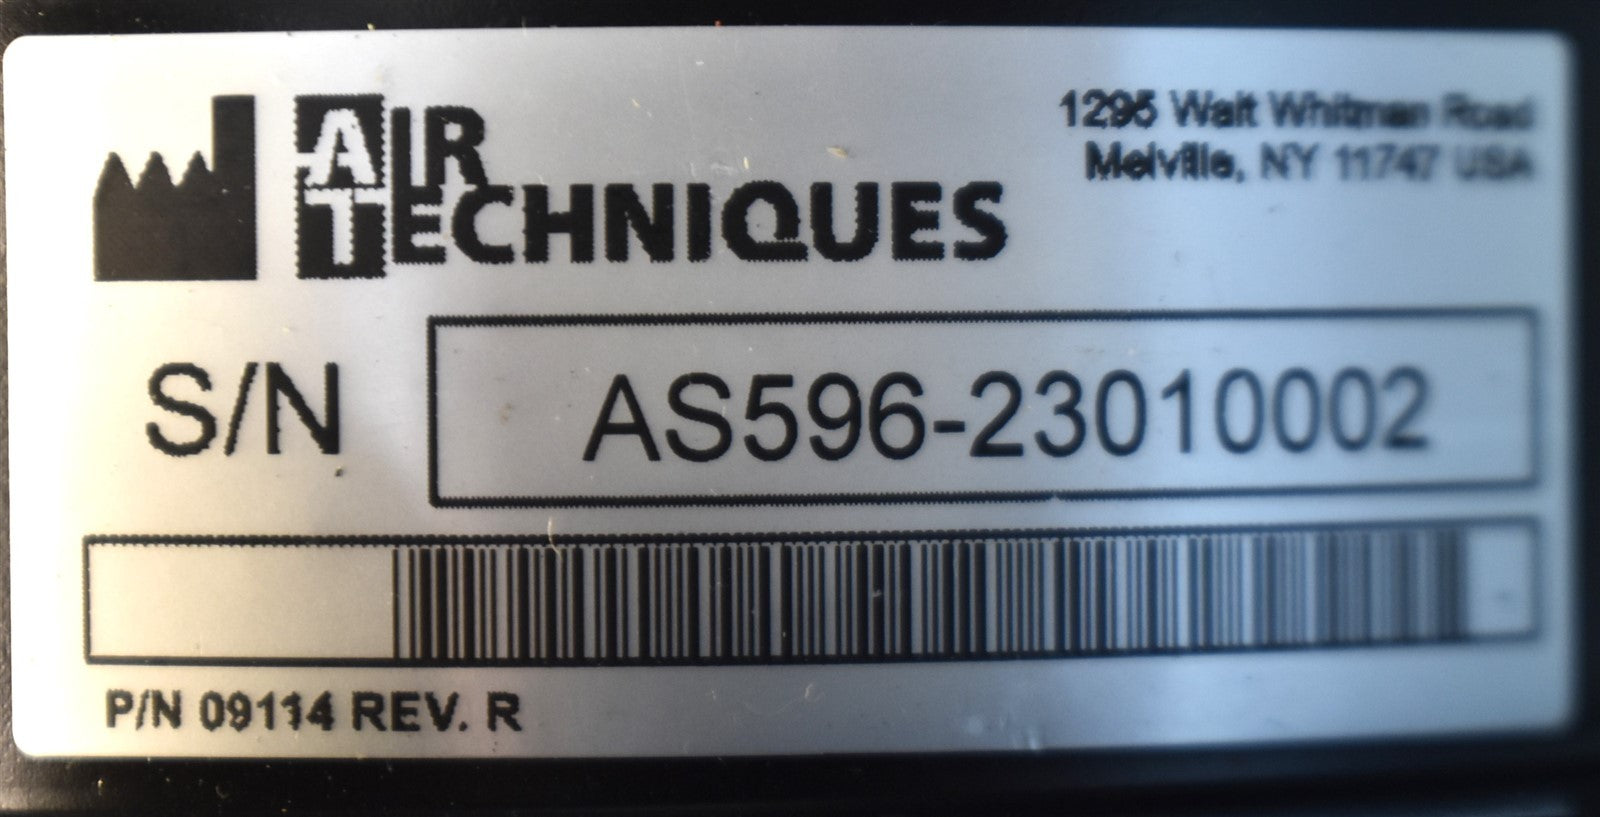 AIR
TECHNIQUES
1295 Walt Whitman Road
Melville, NY 11747 USA
S/N
AS596-23010002
P/N 09114 REV. R